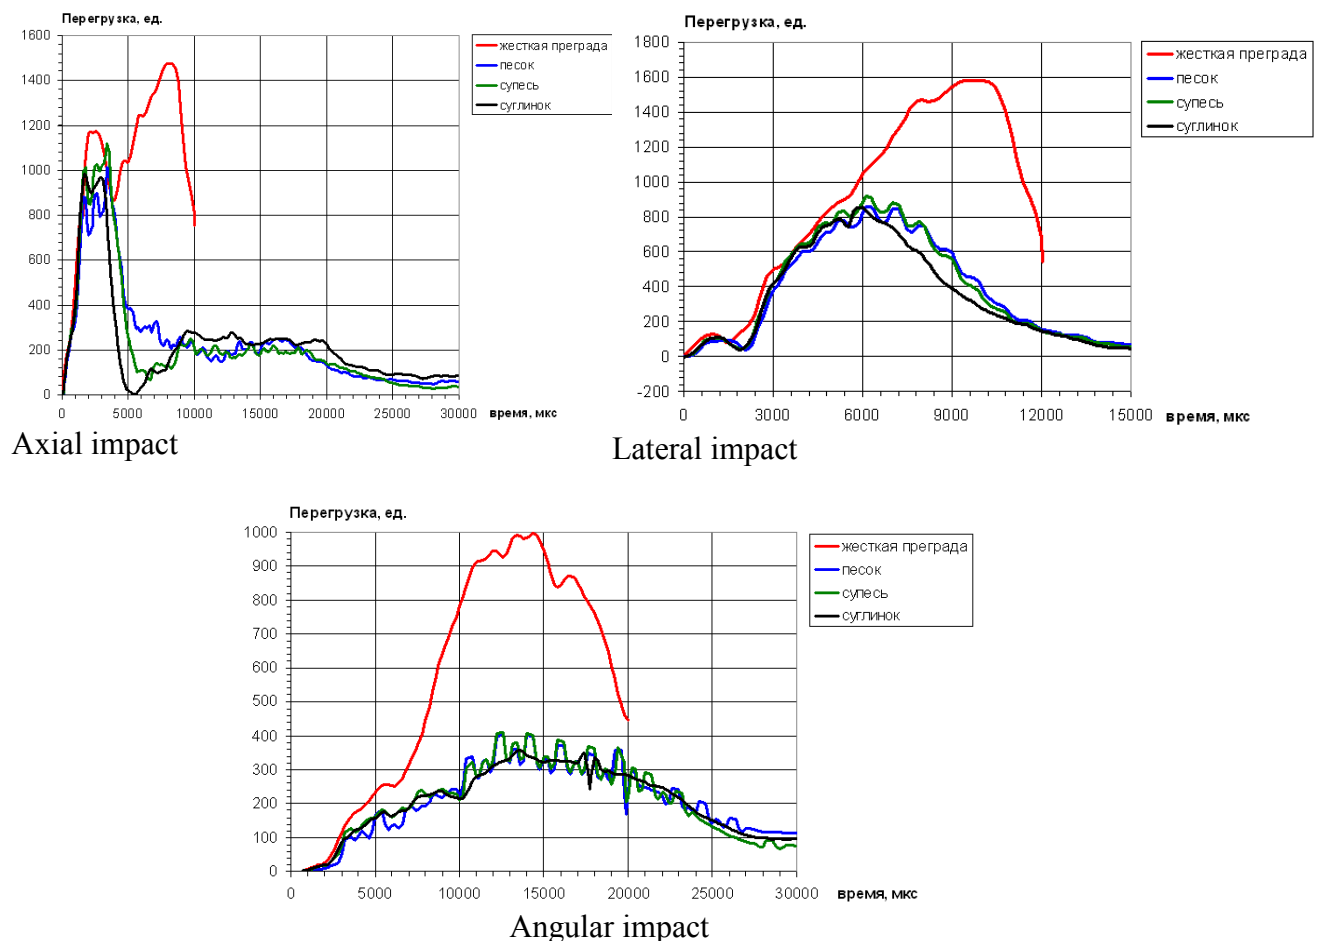 Перегрузка, ед.
1600
1400
1200
1000
800
600
400
200
0
0 5000 10000 15000 20000 25000 30000
время, мкс
жесткая преграда
песок
супесь
суглинок
Axial impact
Перегрузка, ед.
1800
1600
1400
1200
1000
800
600
400
200
0
-200
0 3000 6000 9000 12000 15000
время, мкс
жесткая преграда
песок
супесь
суглинок
Lateral impact
Перегрузка, ед.
1000
900
800
700
600
500
400
300
200
100
0
0 5000 10000 15000 20000 25000 30000
время, мкс
жесткая преграда
песок
супесь
суглинок
Angular impact